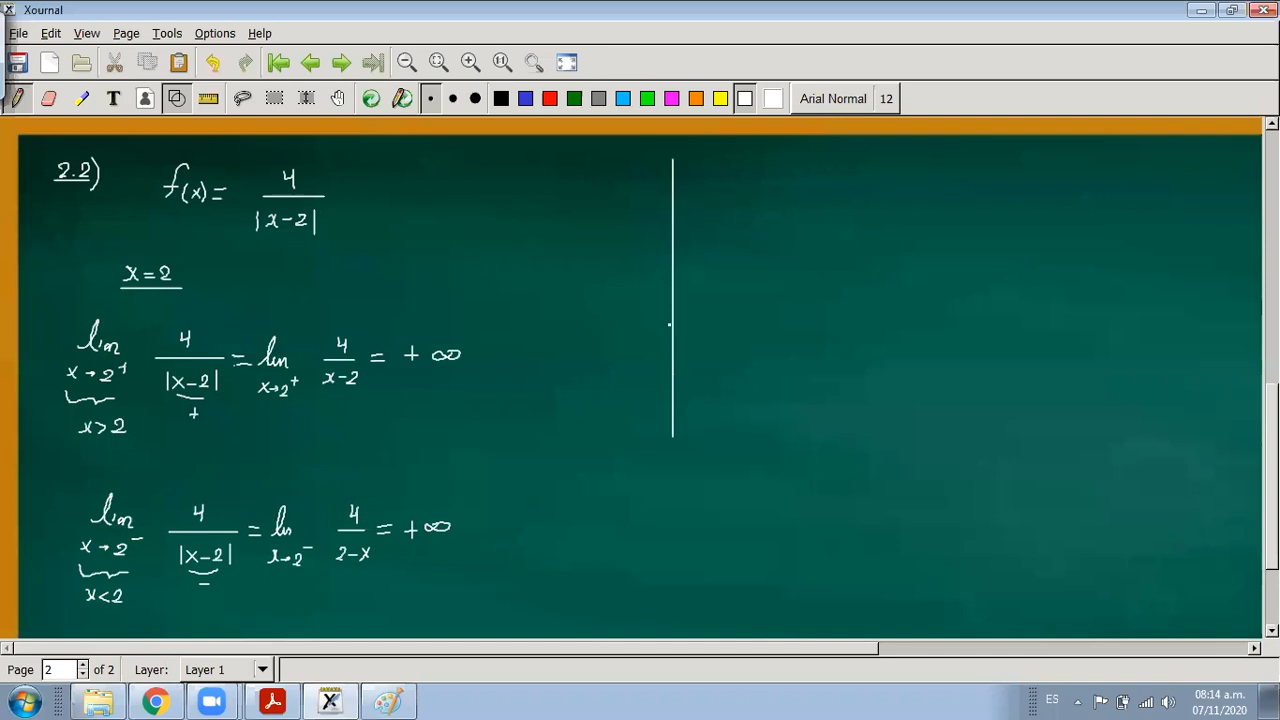 Xournal
File Edit View Page Tools Options Help
Arial Normal 12
2.2) f(x) = 4 / |x-2|
x=2
lim x→2⁺ 4 / |x-2| = lim x→2⁺ 4 / x-2 = + ∞
x>2 +
lim x→2⁻ 4 / |x-2| = lim x→2⁻ 4 / 2-x = +∞
x<2 −
Page 2 of 2 Layer: Layer 1
ES 08:14 a.m.
07/11/2020